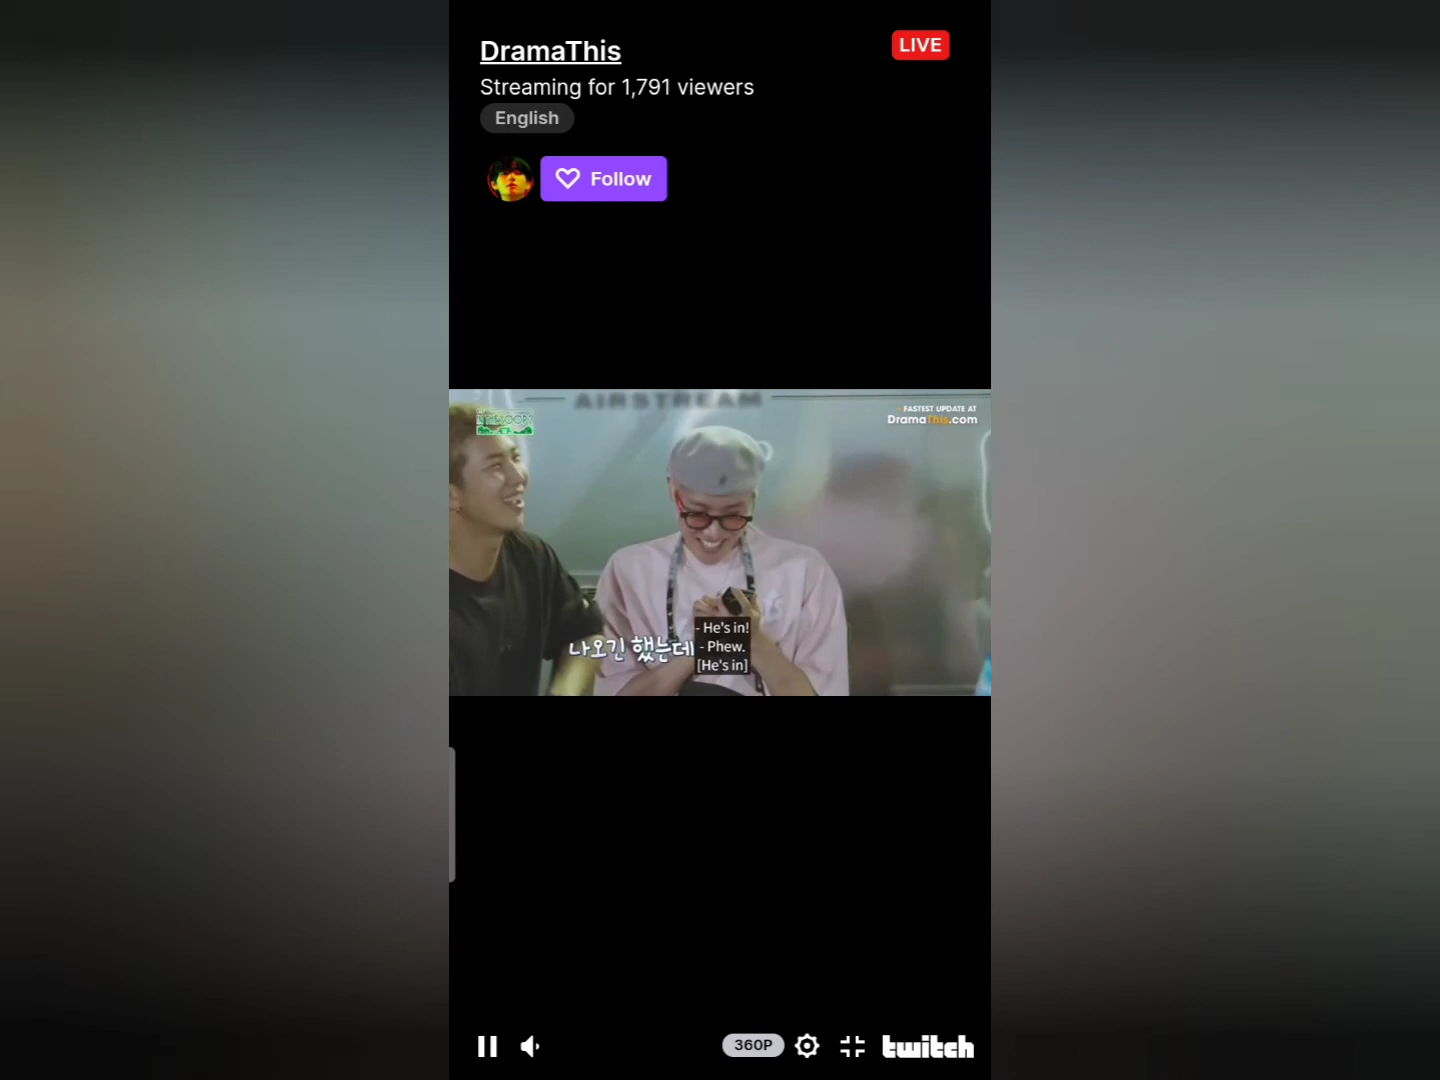 DramaThis
LIVE
Streaming for 1,791 viewers
English
Follow
AIRSTREAM
FASTEST UPDATE AT
DramaThis.com
나오긴 했는데
- He's in!
- Phew.
[He's in]
360P
twitch